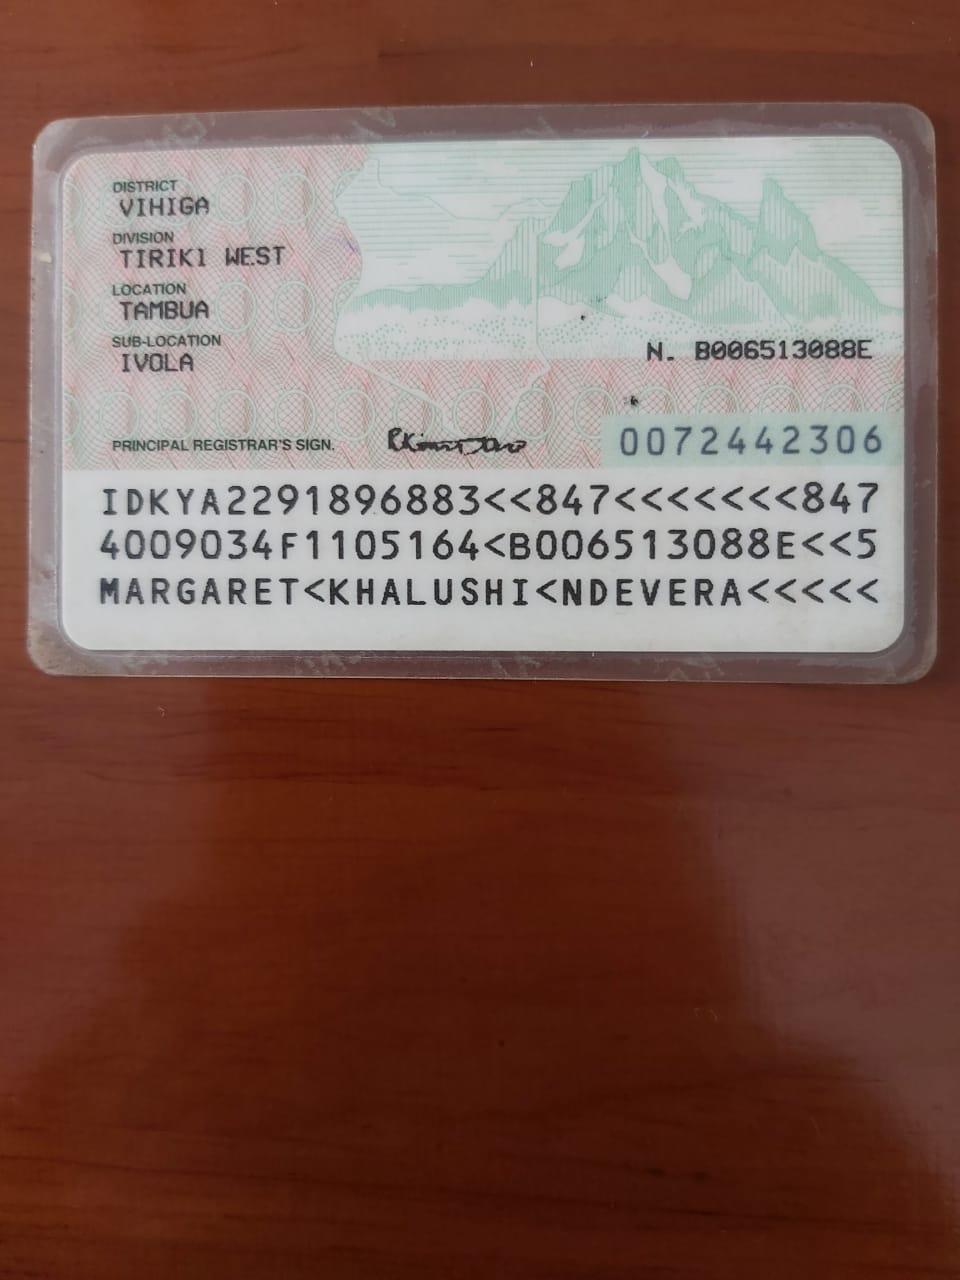 DISTRICT
VIHIGA
DIVISION
TIRIKI WEST
LOCATION
TAMBUA
SUB-LOCATION
IVOLA
N. B006513088E
PRINCIPAL REGISTRAR'S SIGN.
0072442306
IDKYA2291896883<<847<<<<<<<847
4009034F1105164<B006513088E<<5
MARGARET<KHALUSHI<NDEVERA<<<<<